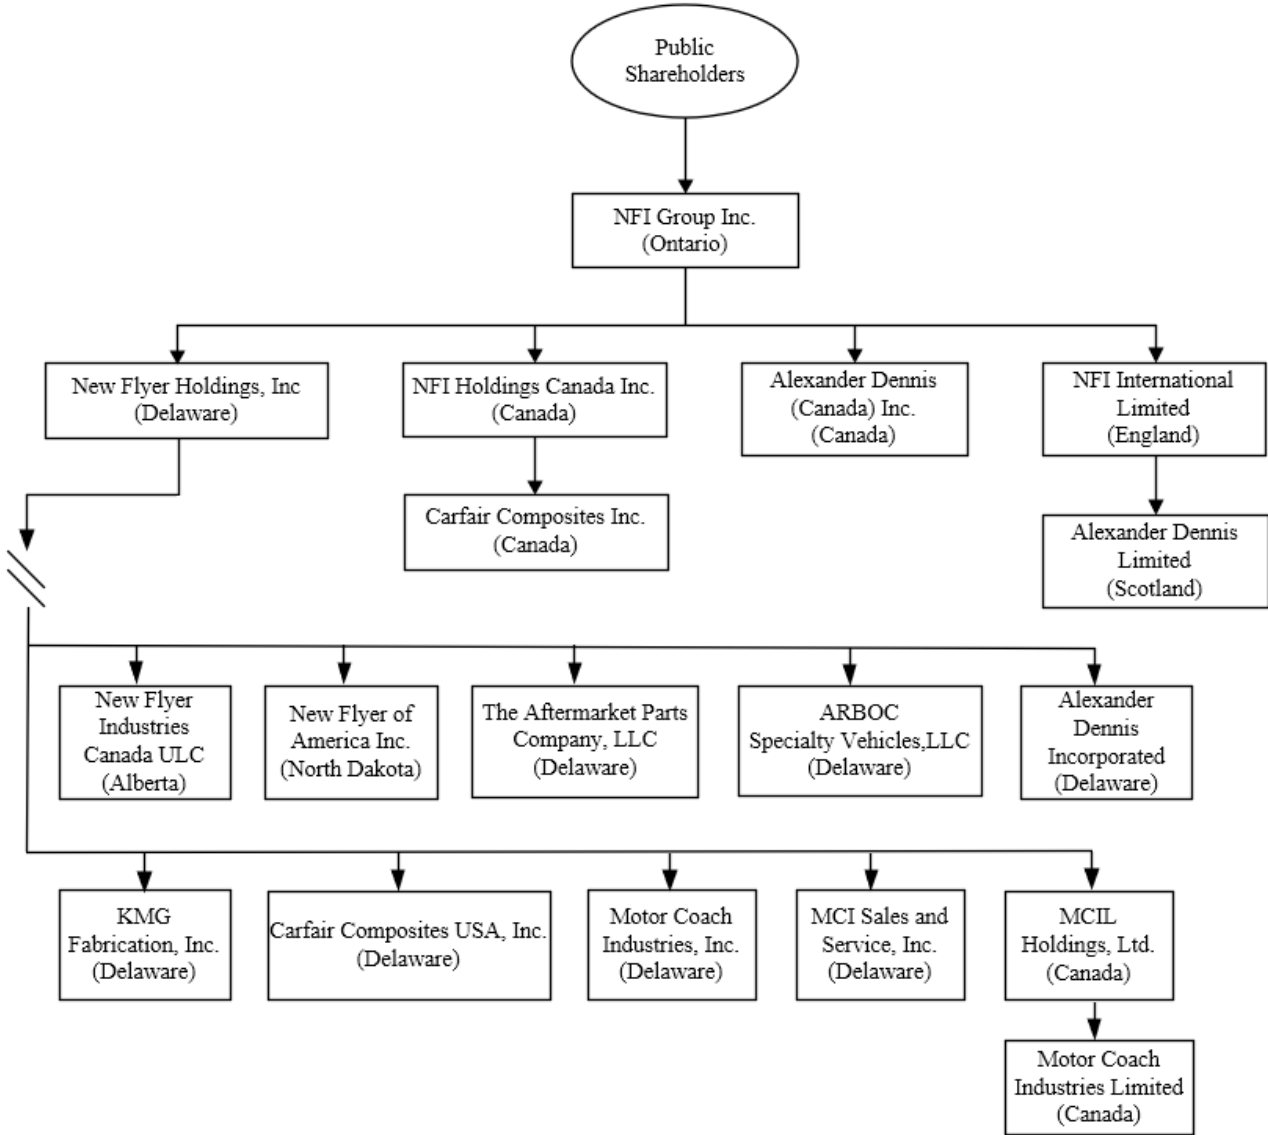 Public
Shareholders
NFI Group Inc.
(Ontario)
New Flyer Holdings, Inc
(Delaware)
NFI Holdings Canada Inc.
(Canada)
Alexander Dennis
(Canada) Inc.
(Canada)
NFI International
Limited
(England)
Carfair Composites Inc.
(Canada)
Alexander Dennis
Limited
(Scotland)
New Flyer
Industries
Canada ULC
(Alberta)
New Flyer of
America Inc.
(North Dakota)
The Aftermarket Parts
Company, LLC
(Delaware)
ARBOC
Specialty Vehicles,LLC
(Delaware)
Alexander
Dennis
Incorporated
(Delaware)
KMG
Fabrication, Inc.
(Delaware)
Carfair Composites USA, Inc.
(Delaware)
Motor Coach
Industries, Inc.
(Delaware)
MCI Sales and
Service, Inc.
(Delaware)
MCIL
Holdings, Ltd.
(Canada)
Motor Coach
Industries Limited
(Canada)